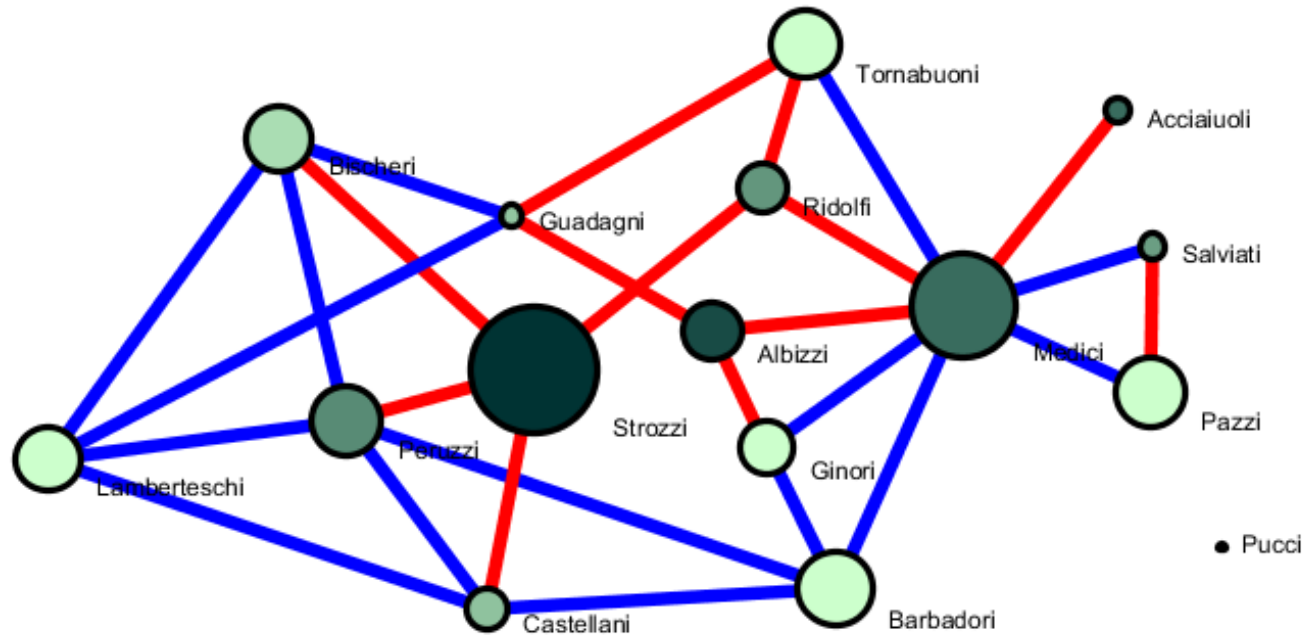 Tornabuoni
Acciaiuoli
Bischeri
Ridolfi
Guadagni
Salviati
Albizzi
Medici
Pazzi
Strozzi
Peruzzi
Ginori
Lamberteschi
Pucci
Barbadori
Castellani